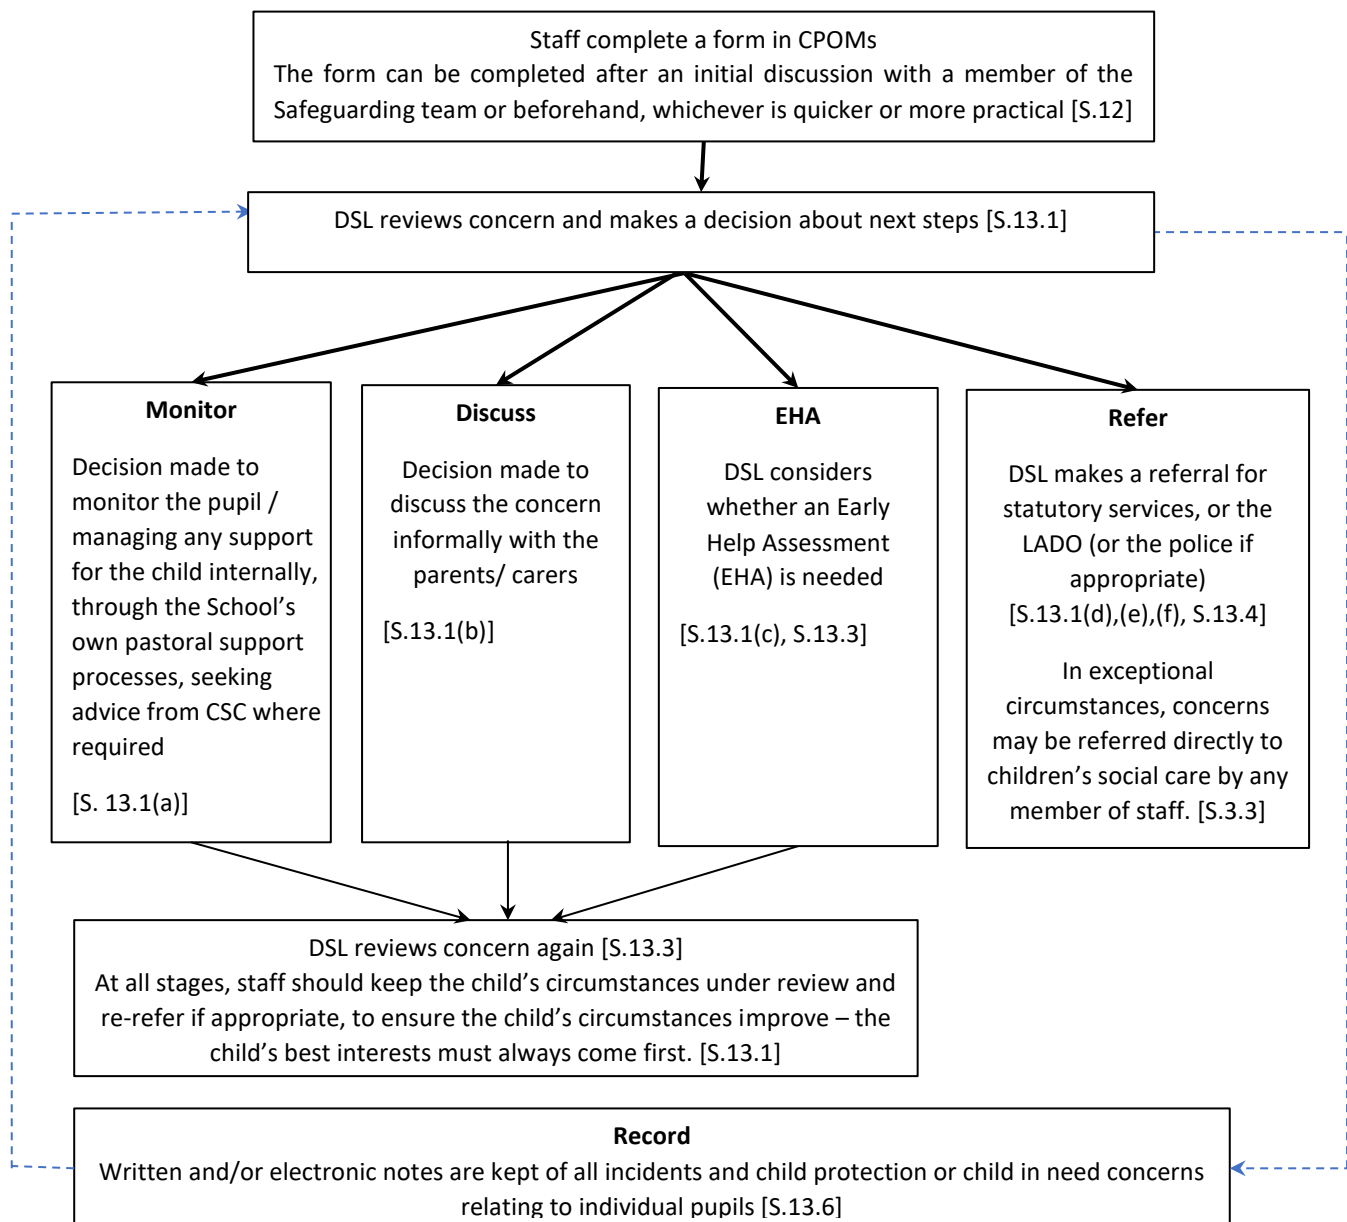 Staff complete a form in CPOMs
The form can be completed after an initial discussion with a member of the
Safeguarding team or beforehand, whichever is quicker or more practical [S.12]
DSL reviews concern and makes a decision about next steps [S.13.1]
Monitor
Decision made to
monitor the pupil /
managing any support
for the child internally,
through the School’s
own pastoral support
processes, seeking
advice from CSC where
required
[S. 13.1(a)]
Discuss
Decision made to
discuss the concern
informally with the
parents/ carers
[S.13.1(b)]
EHA
DSL considers
whether an Early
Help Assessment
(EHA) is needed
[S.13.1(c), S.13.3]
Refer
DSL makes a referral for
statutory services, or the
LADO (or the police if
appropriate)
[S.13.1(d),(e),(f), S.13.4]
In exceptional
circumstances, concerns
may be referred directly to
children’s social care by any
member of staff. [S.3.3]
DSL reviews concern again [S.13.3]
At all stages, staff should keep the child’s circumstances under review and
re-refer if appropriate, to ensure the child’s circumstances improve – the
child’s best interests must always come first. [S.13.1]
Record
Written and/or electronic notes are kept of all incidents and child protection or child in need concerns
relating to individual pupils [S.13.6]